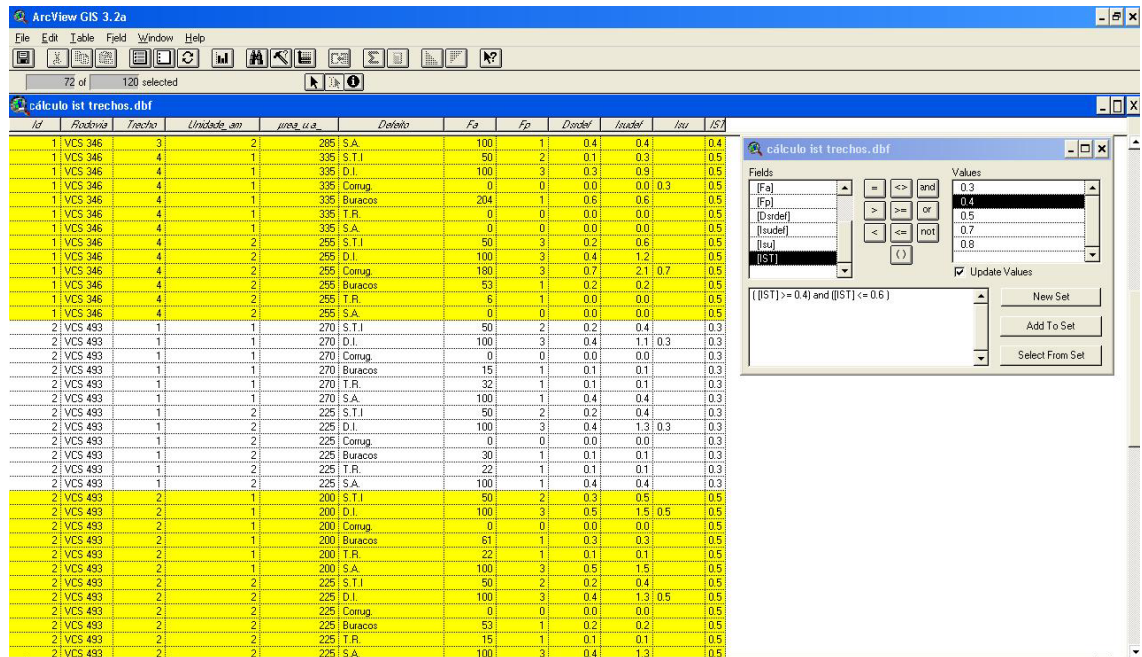 ArcView GIS 3.2a
File Edit Table Field Window Help
72 of 120 selected
cálculo ist trechos.dbf
Id Rodovia Trecho Unidade_am µrea_u.a_ Defeito Fa Fp Dsrdef Isudef Isu IST
1 VCS 346 3 2 285 S.A. 100 1 0.4 0.4 0.4
1 VCS 346 4 1 335 S.T.I 50 2 0.1 0.3 0.5
1 VCS 346 4 1 335 D.I. 100 3 0.3 0.9 0.5
1 VCS 346 4 1 335 Corrug. 0 0 0.0 0.0 0.3 0.5
1 VCS 346 4 1 335 Buracos 204 1 0.6 0.6 0.5
1 VCS 346 4 1 335 T.R. 0 0 0.0 0.0 0.5
1 VCS 346 4 1 335 S.A. 0 0 0.0 0.0 0.5
1 VCS 346 4 2 255 S.T.I 50 3 0.2 0.6 0.5
1 VCS 346 4 2 255 D.I. 100 3 0.4 1.2 0.5
1 VCS 346 4 2 255 Corrug. 180 3 0.7 2.1 0.7 0.5
1 VCS 346 4 2 255 Buracos 53 1 0.2 0.2 0.5
1 VCS 346 4 2 255 T.R. 6 1 0.0 0.0 0.5
1 VCS 346 4 2 255 S.A. 0 0 0.0 0.0 0.5
2 VCS 493 1 1 270 S.T.I 50 2 0.2 0.4 0.3
2 VCS 493 1 1 270 D.I. 100 3 0.4 1.1 0.3 0.3
2 VCS 493 1 1 270 Corrug. 0 0 0.0 0.0 0.3
2 VCS 493 1 1 270 Buracos 15 1 0.1 0.1 0.3
2 VCS 493 1 1 270 T.R. 32 1 0.1 0.1 0.3
2 VCS 493 1 1 270 S.A. 100 1 0.4 0.4 0.3
2 VCS 493 1 2 225 S.T.I 50 2 0.2 0.4 0.3
2 VCS 493 1 2 225 D.I. 100 3 0.4 1.3 0.3 0.3
2 VCS 493 1 2 225 Corrug. 0 0 0.0 0.0 0.3
2 VCS 493 1 2 225 Buracos 30 1 0.1 0.1 0.3
2 VCS 493 1 2 225 T.R. 22 1 0.1 0.1 0.3
2 VCS 493 1 2 225 S.A. 100 1 0.4 0.4 0.3
2 VCS 493 2 1 200 S.T.I 50 2 0.3 0.5 0.5
2 VCS 493 2 1 200 D.I. 100 3 0.5 1.5 0.5 0.5
2 VCS 493 2 1 200 Corrug. 0 0 0.0 0.0 0.5
2 VCS 493 2 1 200 Buracos 61 1 0.3 0.3 0.5
2 VCS 493 2 1 200 T.R. 22 1 0.1 0.1 0.5
2 VCS 493 2 1 200 S.A. 100 3 0.5 1.5 0.5
2 VCS 493 2 2 225 S.T.I 50 2 0.2 0.4 0.5
2 VCS 493 2 2 225 D.I. 100 3 0.4 1.3 0.5 0.5
2 VCS 493 2 2 225 Corrug. 0 0 0.0 0.0 0.5
2 VCS 493 2 2 225 Buracos 53 1 0.2 0.2 0.5
2 VCS 493 2 2 225 T.R. 15 1 0.1 0.1 0.5
2 VCS 493 2 2 225 S.A. 100 3 0.4 1.3 0.5
cálculo ist trechos.dbf
Fields Values
[Fa] = <> and 0.3
[Fp] 0.4
[Dsrdef] > >= or 0.5
[Isudef] 0.7
[Isu] < <= not 0.8
[IST] ( )
Update Values
( [IST] >= 0.4) and ([IST] <= 0.6 )
New Set
Add To Set
Select From Set